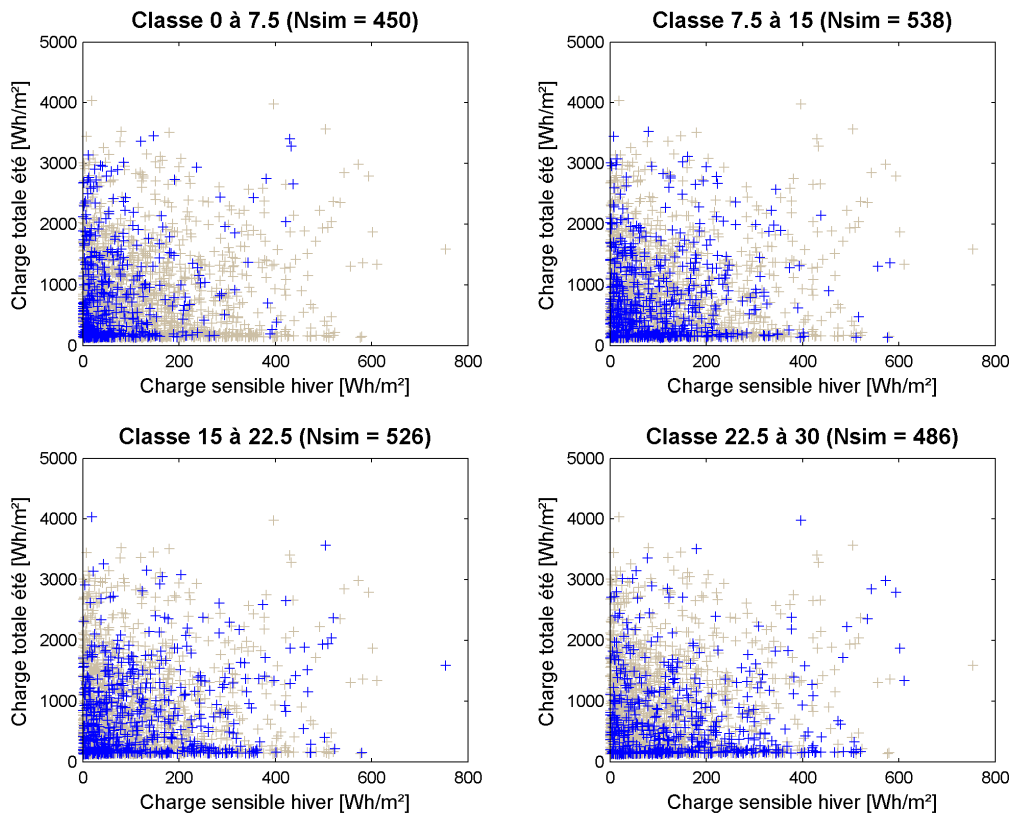 Classe 0 à 7.5 (Nsim = 450)
5000
4000
3000
2000
1000
0
Charge totale été [Wh/m²]
0 200 400 600 800
Charge sensible hiver [Wh/m²]
Classe 7.5 à 15 (Nsim = 538)
5000
4000
3000
2000
1000
0
Charge totale été [Wh/m²]
0 200 400 600 800
Charge sensible hiver [Wh/m²]
Classe 15 à 22.5 (Nsim = 526)
5000
4000
3000
2000
1000
0
Charge totale été [Wh/m²]
0 200 400 600 800
Charge sensible hiver [Wh/m²]
Classe 22.5 à 30 (Nsim = 486)
5000
4000
3000
2000
1000
0
Charge totale été [Wh/m²]
0 200 400 600 800
Charge sensible hiver [Wh/m²]